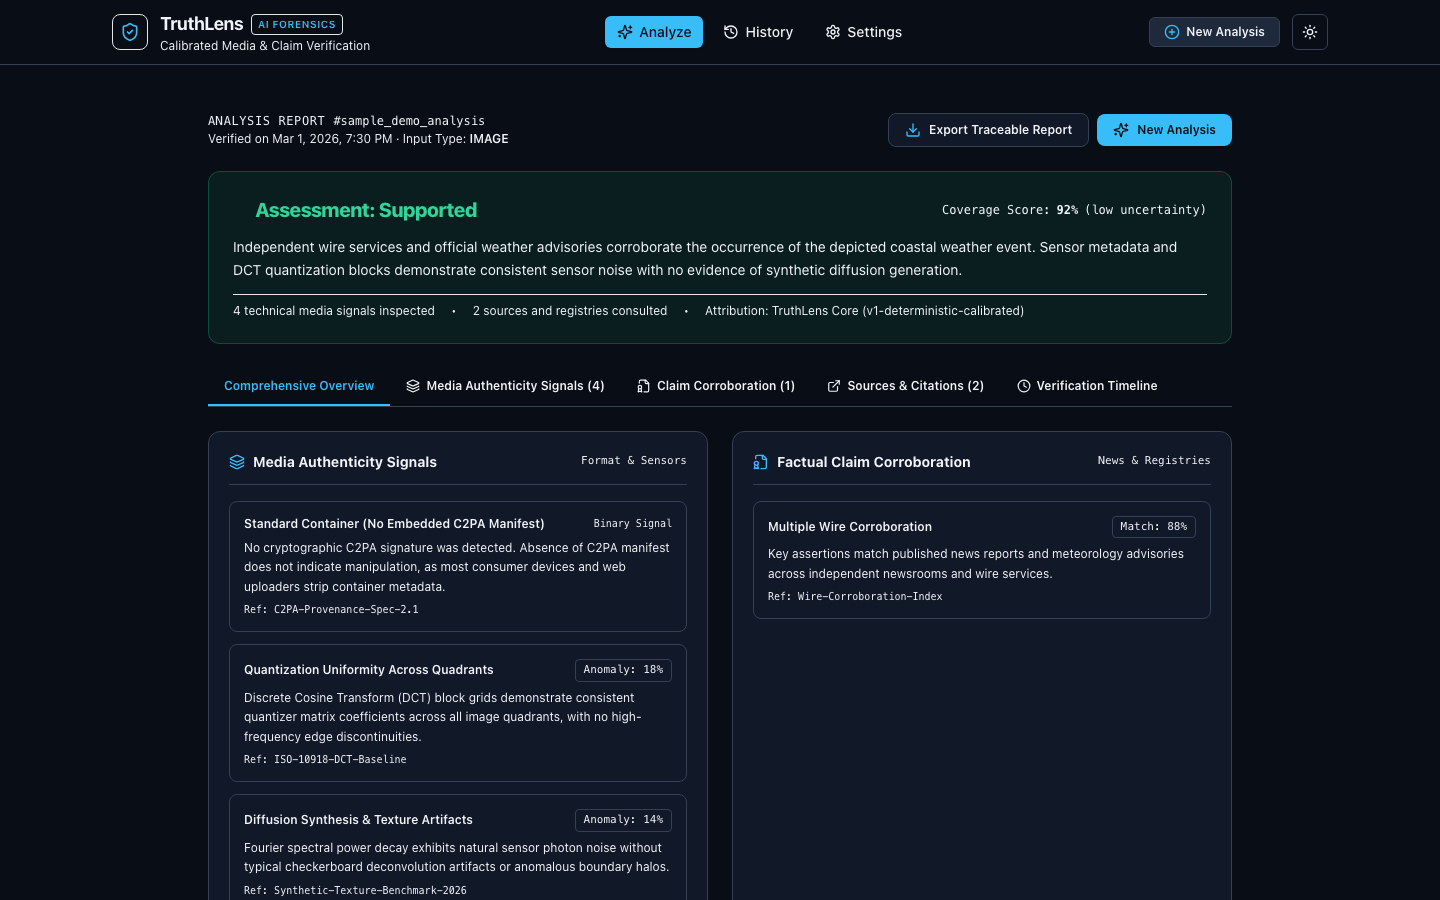 TruthLens AI FORENSICS
Calibrated Media & Claim Verification
Analyze
History
Settings
New Analysis
ANALYSIS REPORT #sample_demo_analysis
Verified on Mar 1, 2026, 7:30 PM · Input Type: IMAGE
Export Traceable Report
New Analysis
Assessment: Supported
Coverage Score: 92% (low uncertainty)
Independent wire services and official weather advisories corroborate the occurrence of the depicted coastal weather event. Sensor metadata and
DCT quantization blocks demonstrate consistent sensor noise with no evidence of synthetic diffusion generation.
4 technical media signals inspected • 2 sources and registries consulted • Attribution: TruthLens Core (v1-deterministic-calibrated)
Comprehensive Overview
Media Authenticity Signals (4)
Claim Corroboration (1)
Sources & Citations (2)
Verification Timeline
Media Authenticity Signals
Format & Sensors
Standard Container (No Embedded C2PA Manifest)
Binary Signal
No cryptographic C2PA signature was detected. Absence of C2PA manifest
does not indicate manipulation, as most consumer devices and web
uploaders strip container metadata.
Ref: C2PA-Provenance-Spec-2.1
Quantization Uniformity Across Quadrants
Anomaly: 18%
Discrete Cosine Transform (DCT) block grids demonstrate consistent
quantizer matrix coefficients across all image quadrants, with no high-
frequency edge discontinuities.
Ref: ISO-10918-DCT-Baseline
Diffusion Synthesis & Texture Artifacts
Anomaly: 14%
Fourier spectral power decay exhibits natural sensor photon noise without
typical checkerboard deconvolution artifacts or anomalous boundary halos.
Ref: Synthetic-Texture-Benchmark-2026
Factual Claim Corroboration
News & Registries
Multiple Wire Corroboration
Match: 88%
Key assertions match published news reports and meteorology advisories
across independent newsrooms and wire services.
Ref: Wire-Corroboration-Index